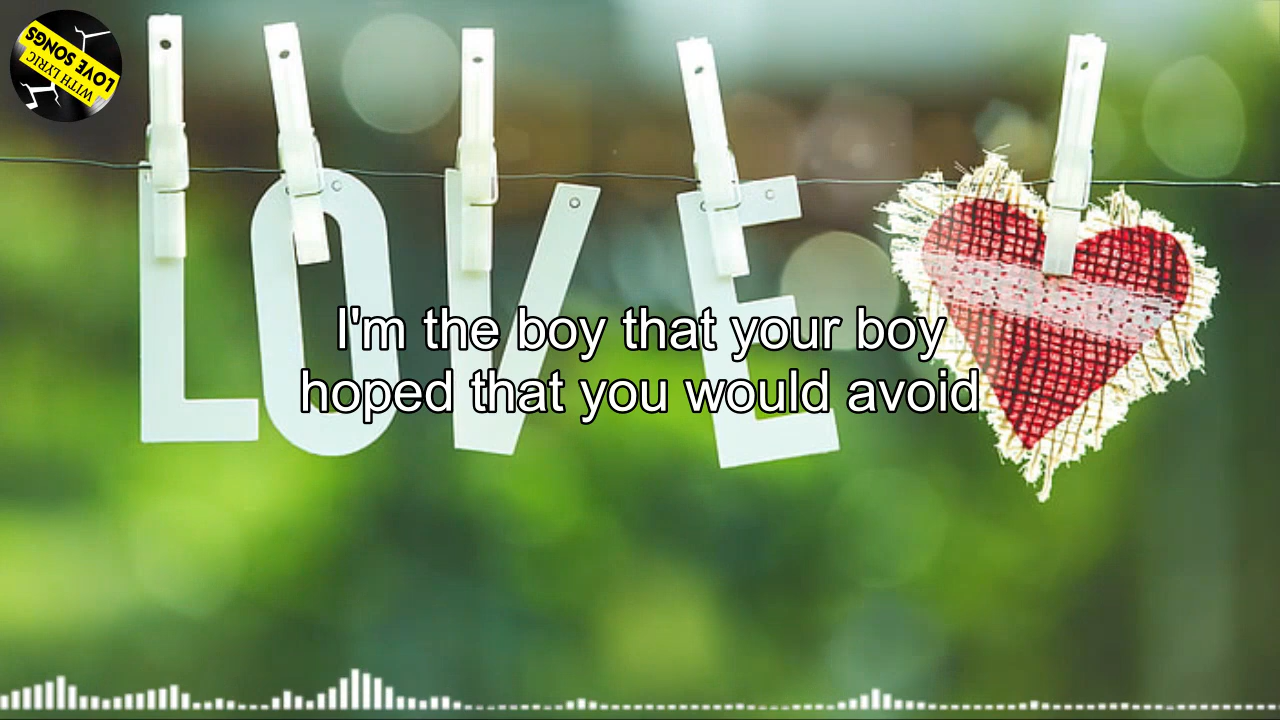 LOVE SONGS
WITH LYRIC
LOVE
I'm the boy that your boy
hoped that you would avoid